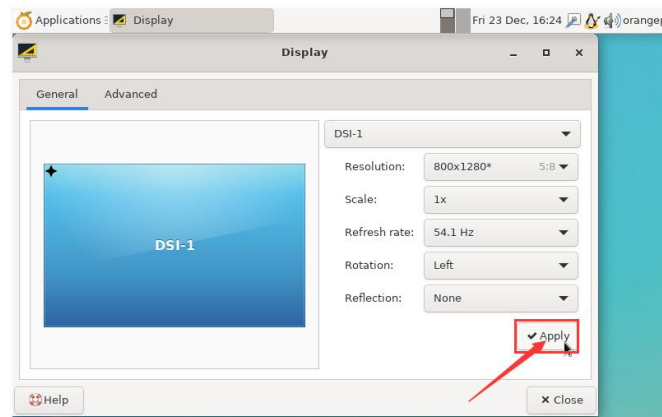 Applications Display Fri 23 Dec, 16:24 orangep
Display
General Advanced
DSI-1
Resolution: 800x1280* 5:8
Scale: 1x
Refresh rate: 54.1 Hz
DSI-1
Rotation: Left
Reflection: None
Apply
Help Close